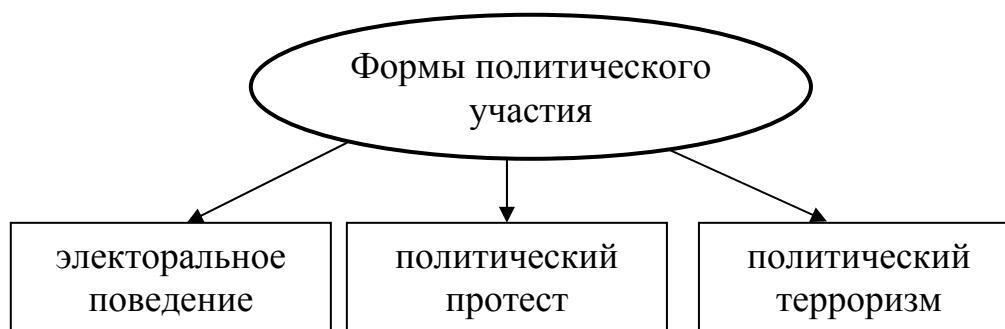 Формы политического
участия
электоральное
поведение
политический
протест
политический
терроризм